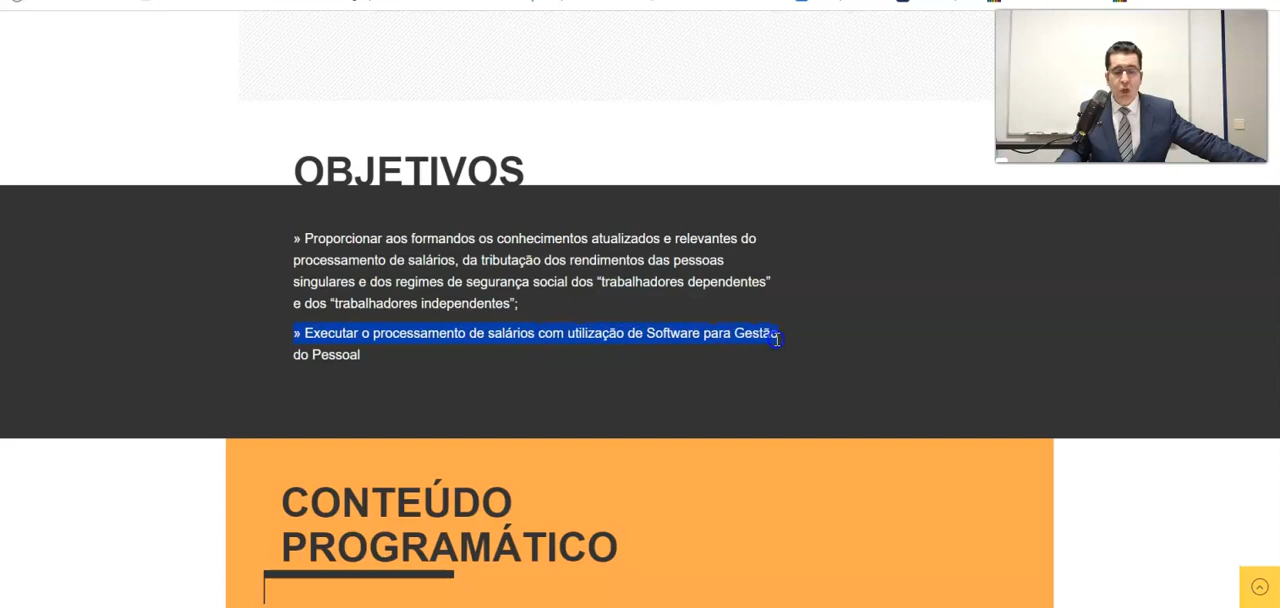 OBJETIVOS
» Proporcionar aos formandos os conhecimentos atualizados e relevantes do
processamento de salários, da tributação dos rendimentos das pessoas
singulares e dos regimes de segurança social dos “trabalhadores dependentes”
e dos “trabalhadores independentes”;
» Executar o processamento de salários com utilização de Software para Gestão
do Pessoal
CONTEÚDO
PROGRAMÁTICO